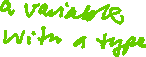 a variable
With a type